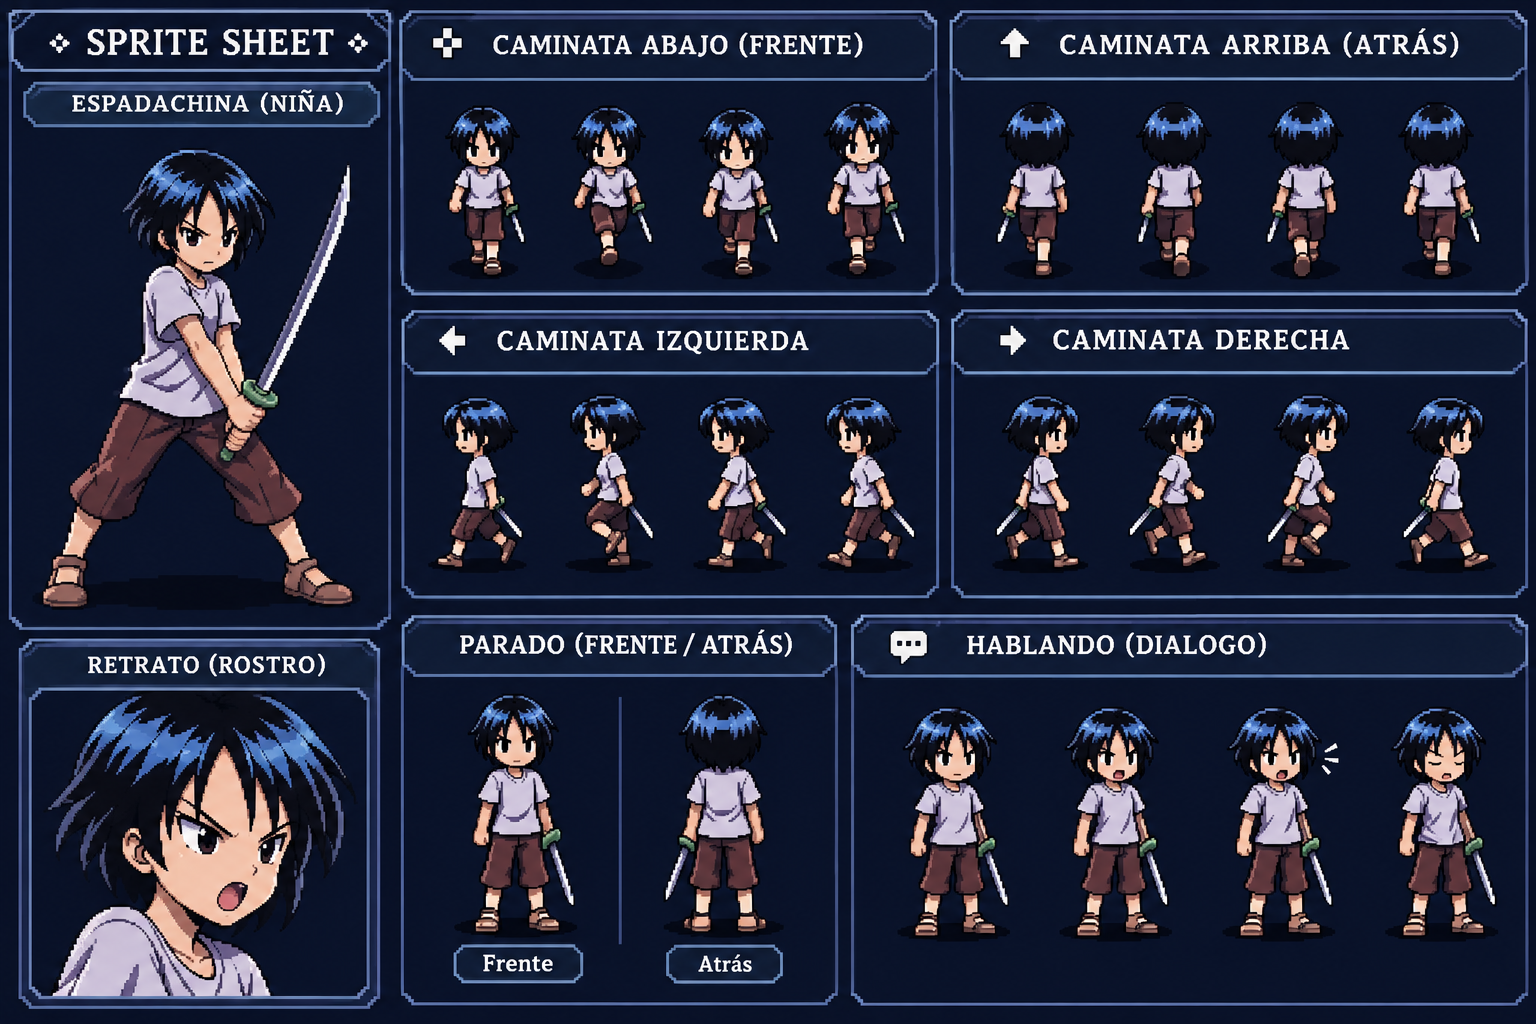 SPRITE SHEET
ESPADACHINA (NIÑA)
CAMINATA ABAJO (FRENTE)
CAMINATA ARRIBA (ATRÁS)
CAMINATA IZQUIERDA
CAMINATA DERECHA
RETRATO (ROSTRO)
PARADO (FRENTE / ATRÁS)
Frente
Atrás
HABLANDO (DIALOGO)